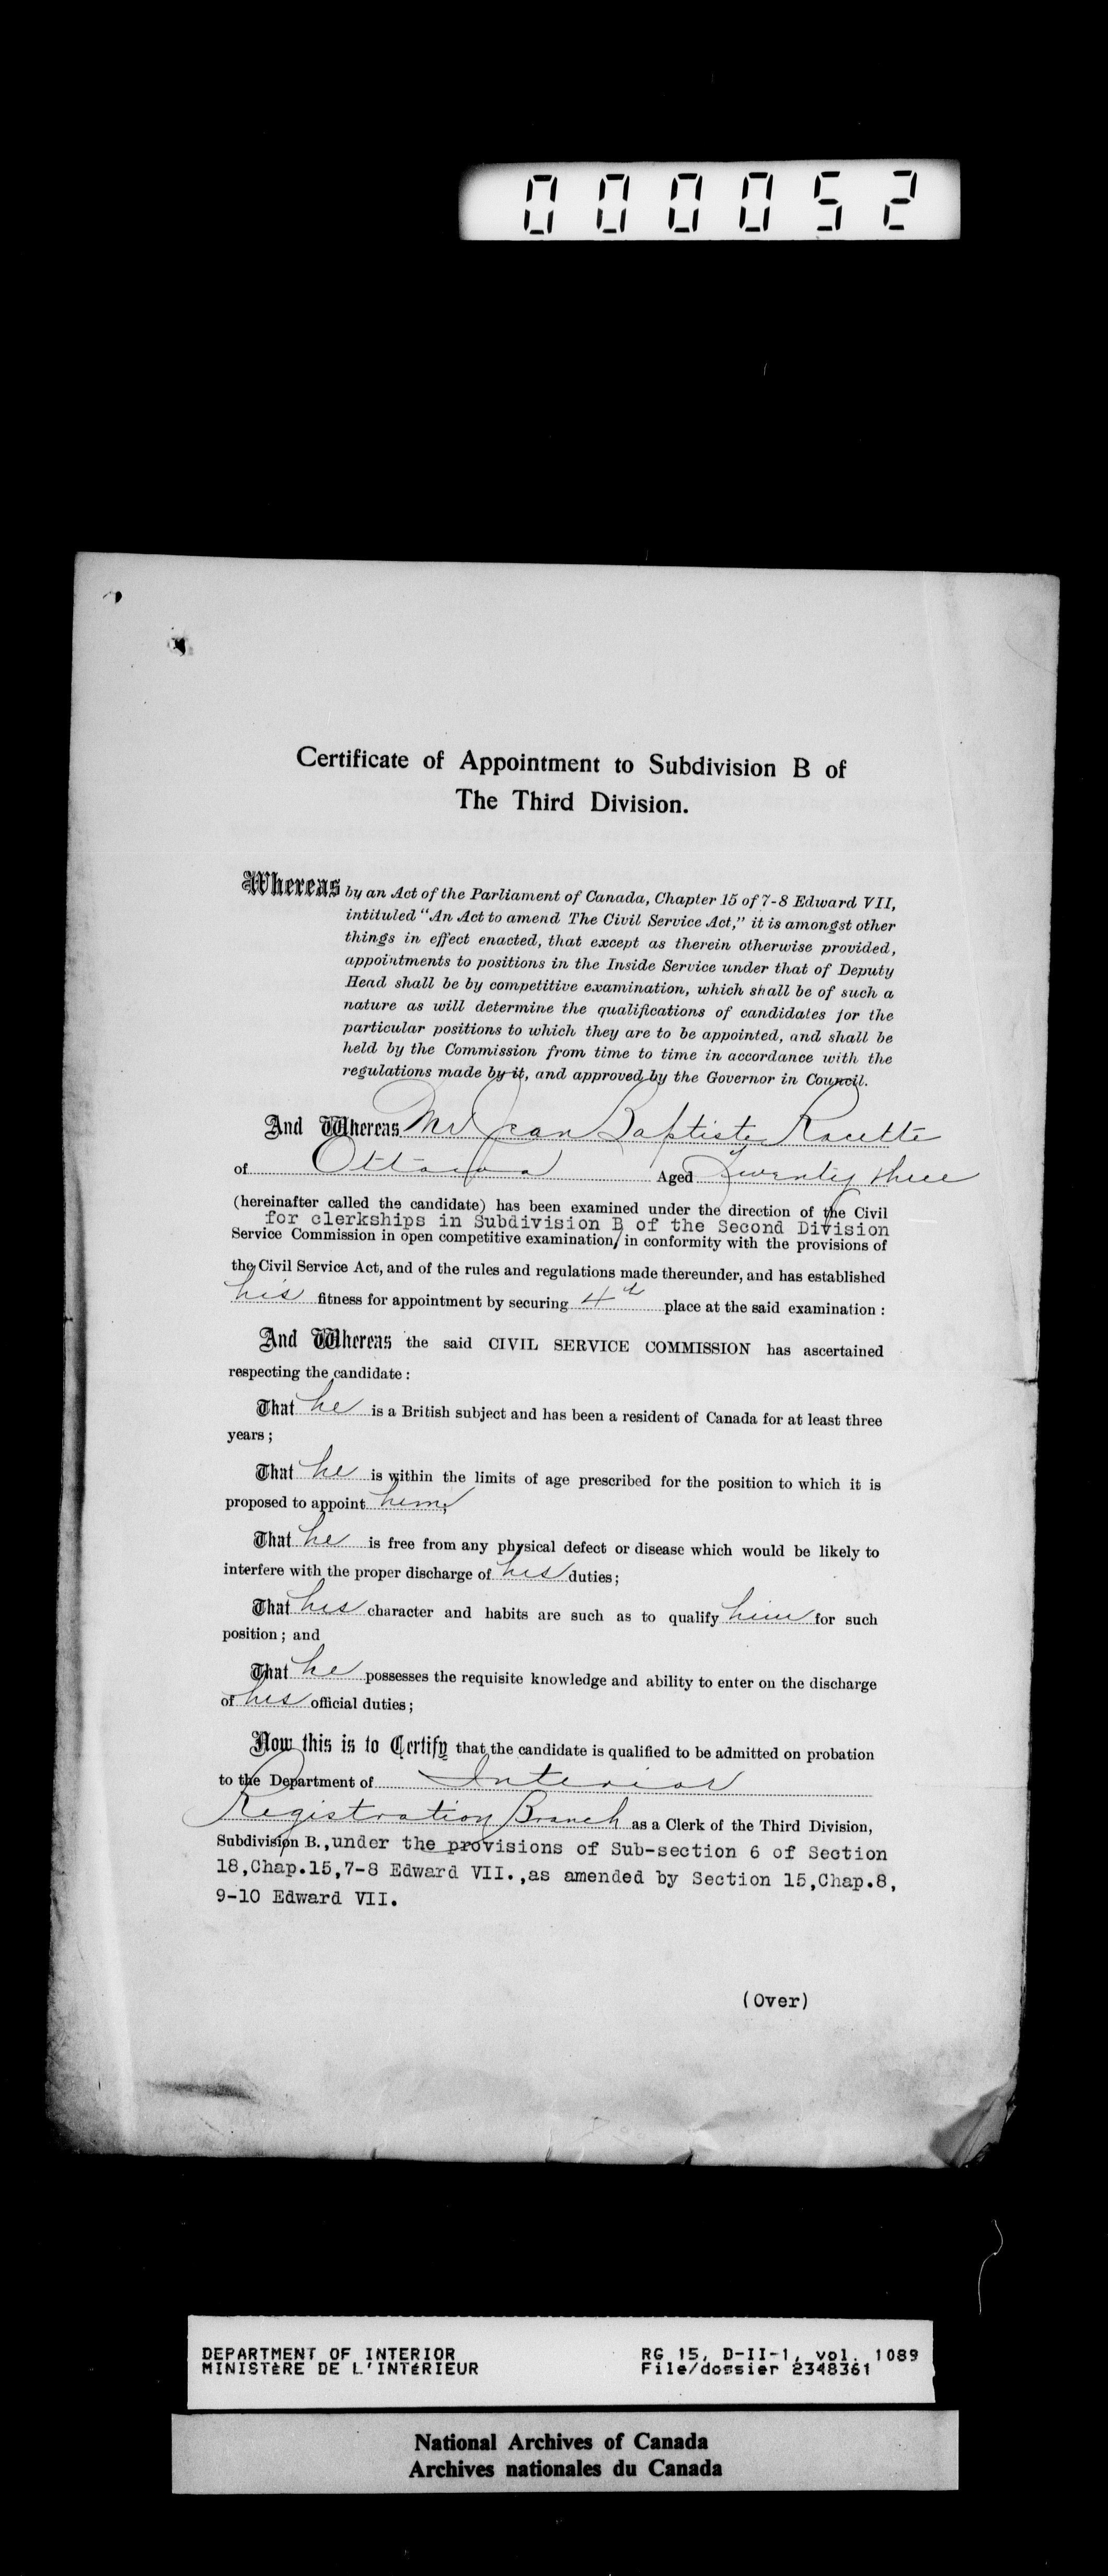 000052
Certificate of Appointment to Subdivision B of
The Third Division.
Whereas by an Act of the Parliament of Canada, Chapter 15 of 7-8 Edward VII,
intituled "An Act to amend The Civil Service Act," it is amongst other
things in effect enacted, that except as therein otherwise provided,
appointments to positions in the Inside Service under that of Deputy
Head shall be by competitive examination, which shall be of such a
nature as will determine the qualifications of candidates for the
particular positions to which they are to be appointed, and shall be
held by the Commission from time to time in accordance with the
regulations made by it, and approved by the Governor in Council.
And Whereas Mr Jean Baptiste Racette
of Ottawa Aged Twenty three
(hereinafter called the candidate) has been examined under the direction of the Civil
for clerkships in Subdivision B of the Second Division
Service Commission in open competitive examination/ in conformity with the provisions of
the Civil Service Act, and of the rules and regulations made thereunder, and has established
his fitness for appointment by securing 4th place at the said examination :
And Whereas the said CIVIL SERVICE COMMISSION has ascertained
respecting the candidate :
That he is a British subject and has been a resident of Canada for at least three
years ;
That he is within the limits of age prescribed for the position to which it is
proposed to appoint him;
That he is free from any physical defect or disease which would be likely to
interfere with the proper discharge of his duties ;
That his character and habits are such as to qualify him for such
position ; and
That he possesses the requisite knowledge and ability to enter on the discharge
of his official duties ;
Now this is to Certify that the candidate is qualified to be admitted on probation
to the Department of Interior
Registration Branch as a Clerk of the Third Division,
Subdivision B.,under the provisions of Sub-section 6 of Section
18,Chap.15,7-8 Edward VII.,as amended by Section 15,Chap.8,
9-10 Edward VII.
(Over)
DEPARTMENT OF INTERIOR RG 15, D-II-1, vol. 1089
MINISTÈRE DE L'INTÉRIEUR File/dossier 2348361
National Archives of Canada
Archives nationales du Canada